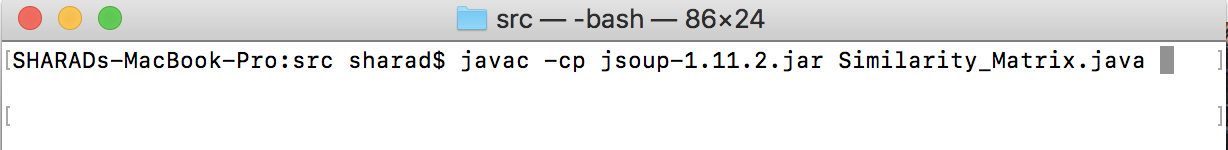 src — -bash — 86×24
[SHARADs-MacBook-Pro:src sharad$ javac -cp jsoup-1.11.2.jar Similarity_Matrix.java ]
[ ]